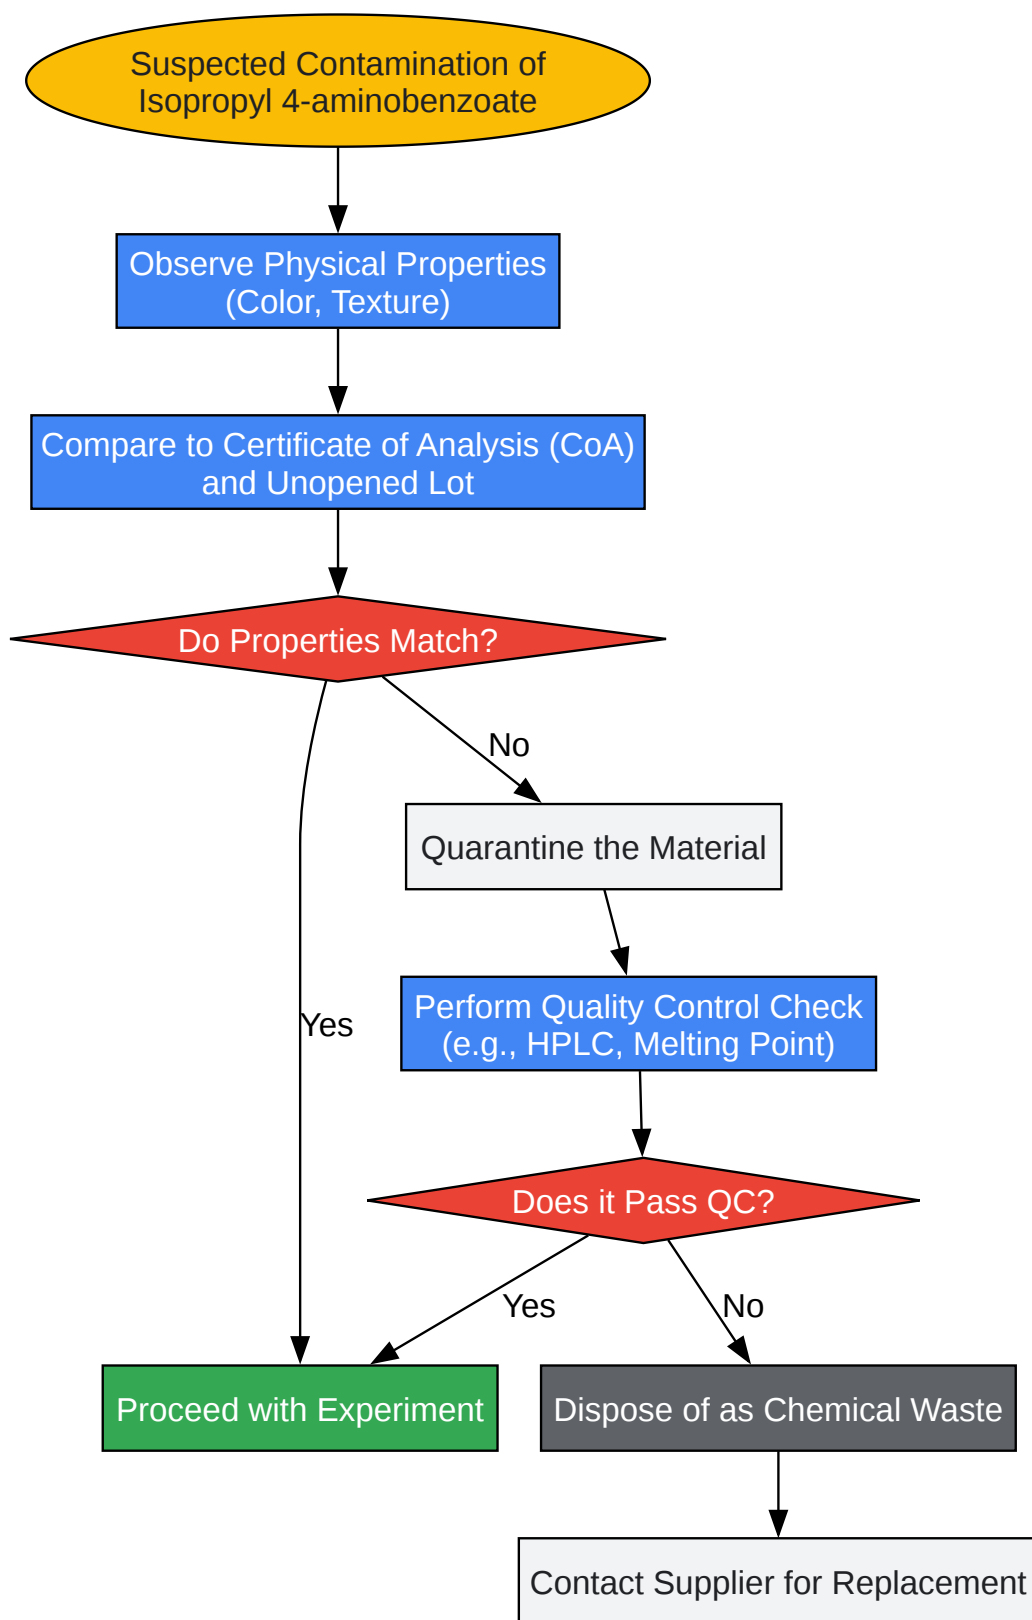 Suspected Contamination of
Isopropyl 4-aminobenzoate
Observe Physical Properties
(Color, Texture)
Compare to Certificate of Analysis (CoA)
and Unopened Lot
Do Properties Match?
No
Quarantine the Material
Perform Quality Control Check
(e.g., HPLC, Melting Point)
Yes
Does it Pass QC?
Yes
No
Proceed with Experiment
Dispose of as Chemical Waste
Contact Supplier for Replacement